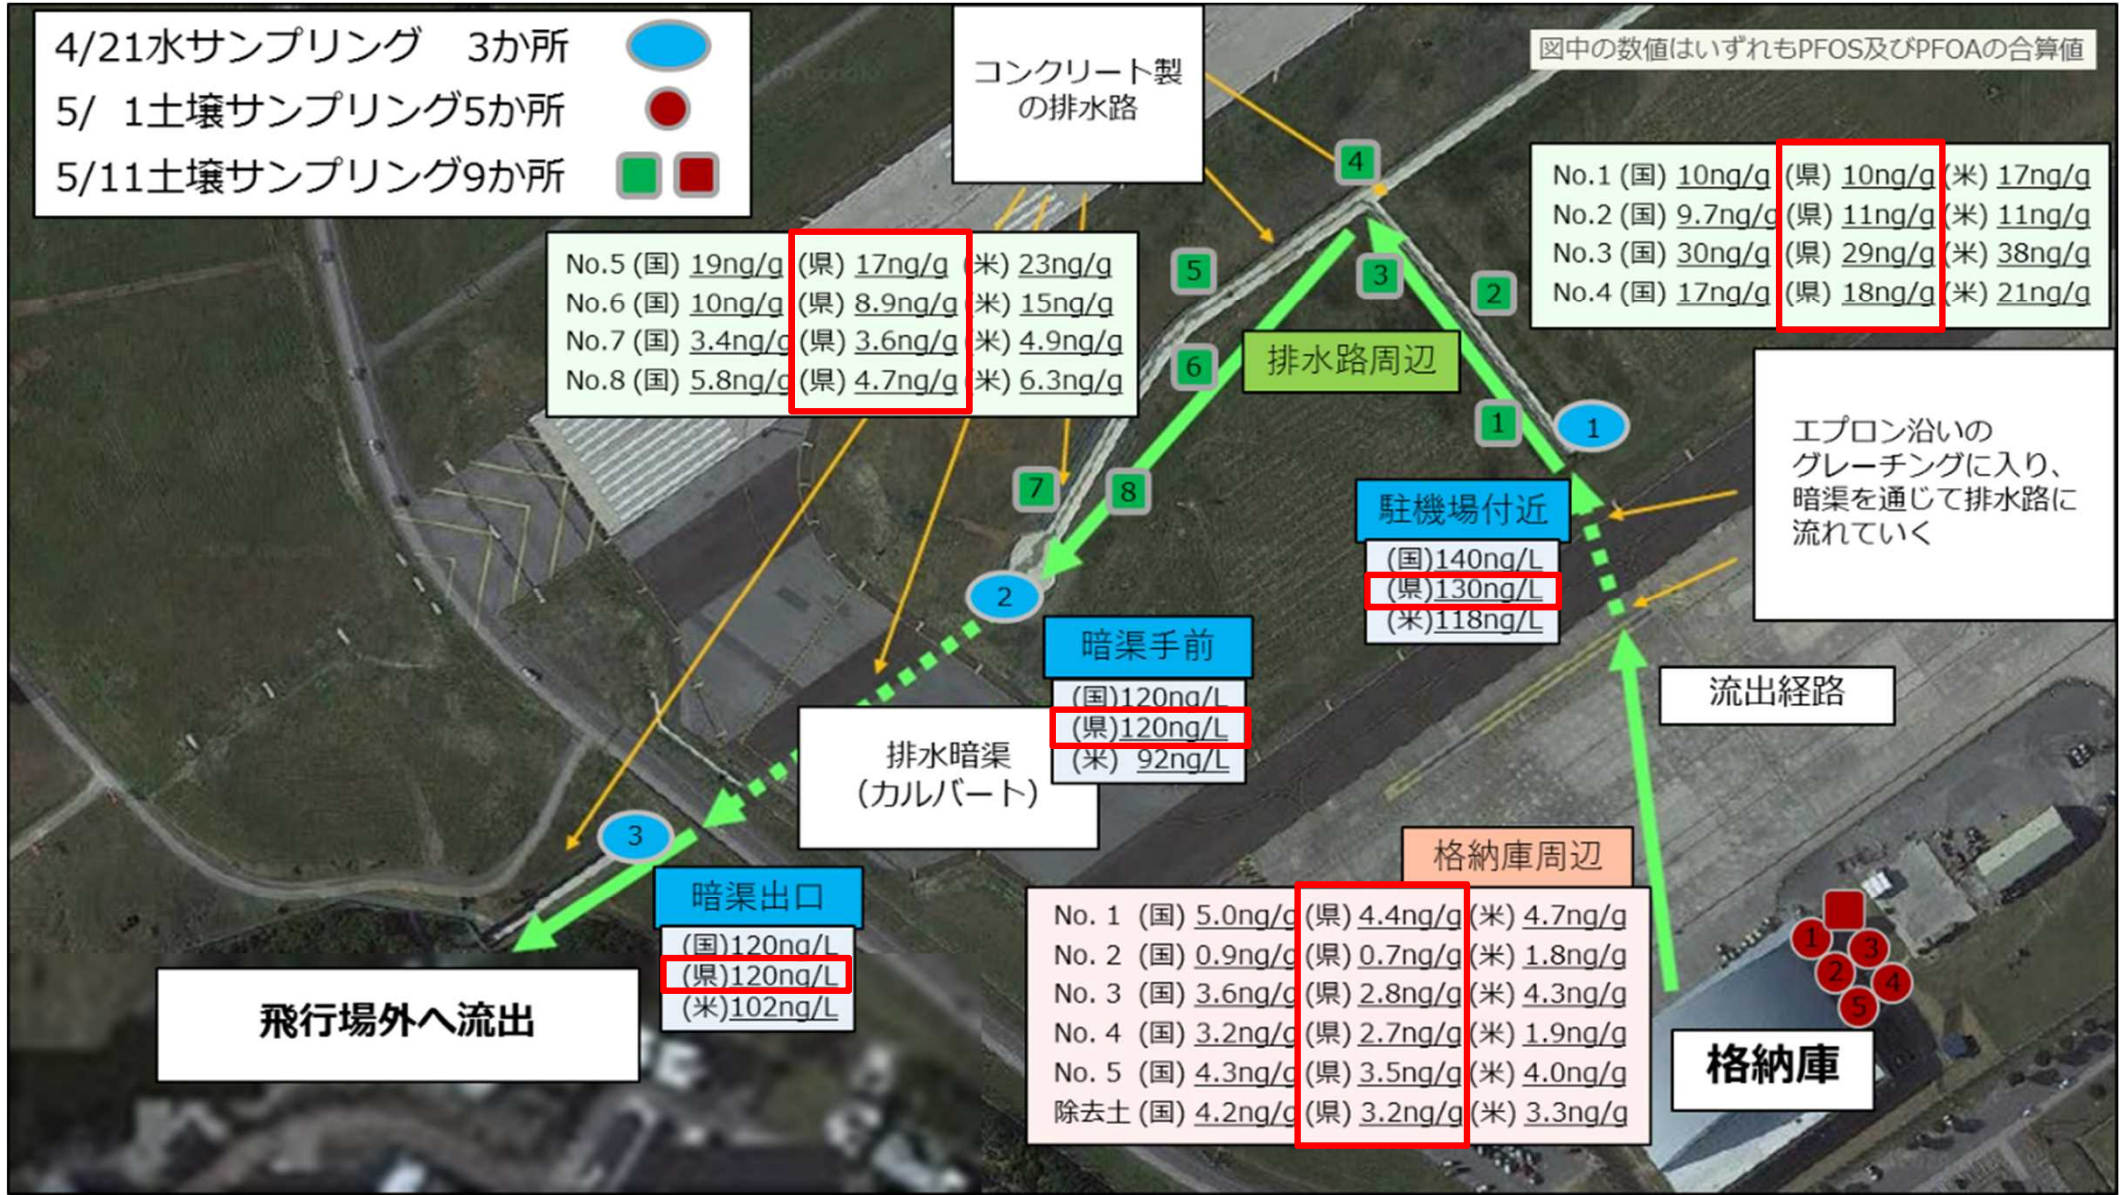 4/21水サンプリング　3か所
5/ 1土壌サンプリング5か所
5/11土壌サンプリング9か所
コンクリート製
の排水路
図中の数値はいずれもPFOS及びPFOAの合算値
No.1 (国) 10ng/g (県) 10ng/g (米) 17ng/g
No.2 (国) 9.7ng/g (県) 11ng/g (米) 11ng/g
No.3 (国) 30ng/g (県) 29ng/g (米) 38ng/g
No.4 (国) 17ng/g (県) 18ng/g (米) 21ng/g
No.5 (国) 19ng/g (県) 17ng/g (米) 23ng/g
No.6 (国) 10ng/g (県) 8.9ng/g (米) 15ng/g
No.7 (国) 3.4ng/g (県) 3.6ng/g (米) 4.9ng/g
No.8 (国) 5.8ng/g (県) 4.7ng/g (米) 6.3ng/g
4
5
3
2
6
排水路周辺
1
1
7
8
エプロン沿いの
グレーチングに入り、
暗渠を通じて排水路に
流れていく
駐機場付近
(国)140ng/L
(県)130ng/L
(米)118ng/L
2
暗渠手前
(国)120ng/L
(県)120ng/L
(米) 92ng/L
流出経路
排水暗渠
（カルバート）
3
暗渠出口
(国)120ng/L
(県)120ng/L
(米)102ng/L
飛行場外へ流出
格納庫周辺
No. 1 (国) 5.0ng/g (県) 4.4ng/g (米) 4.7ng/g
No. 2 (国) 0.9ng/g (県) 0.7ng/g (米) 1.8ng/g
No. 3 (国) 3.6ng/g (県) 2.8ng/g (米) 4.3ng/g
No. 4 (国) 3.2ng/g (県) 2.7ng/g (米) 1.9ng/g
No. 5 (国) 4.3ng/g (県) 3.5ng/g (米) 4.0ng/g
除去土 (国) 4.2ng/g (県) 3.2ng/g (米) 3.3ng/g
1
3
2
4
5
格納庫